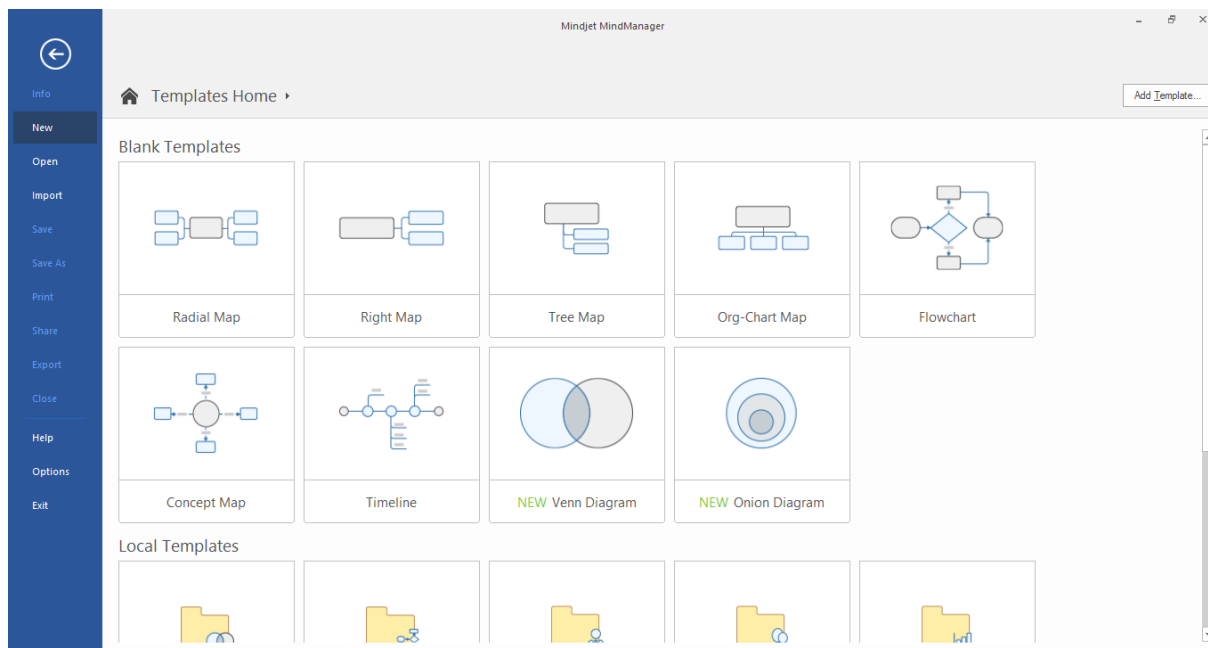 Mindjet MindManager
Info
New
Open
Import
Save
Save As
Print
Share
Export
Close
Help
Options
Exit
Templates Home
Add Template...
Blank Templates
Radial Map
Right Map
Tree Map
Org-Chart Map
Flowchart
Concept Map
Timeline
NEW Venn Diagram
NEW Onion Diagram
Local Templates